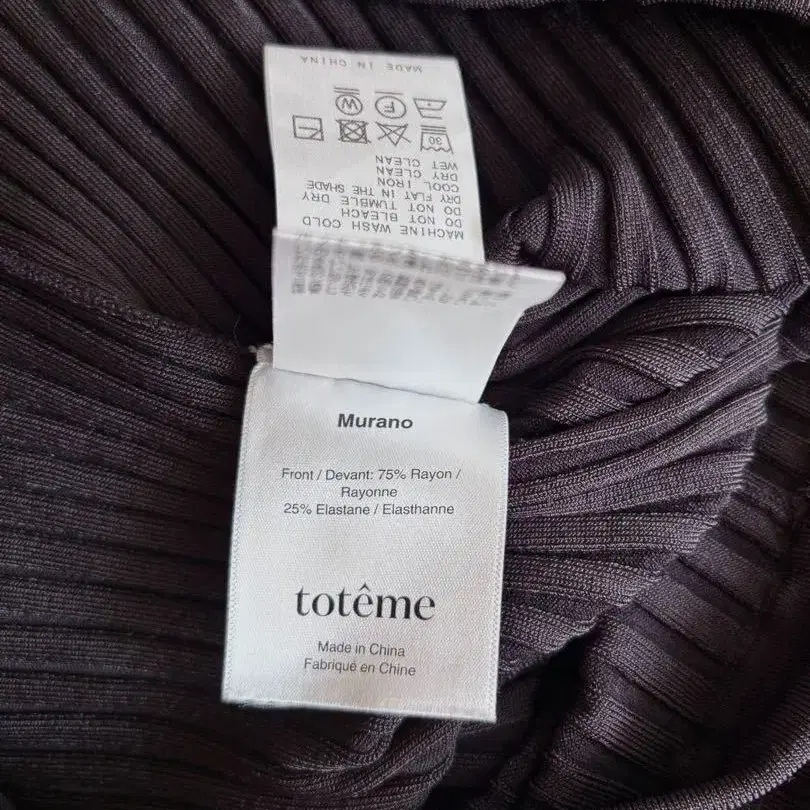 Murano
Front / Devant: 75% Rayon /
Rayonne
25% Elastane / Elasthanne
totême
Made in China
Fabriqué en Chine
MACHINE WASH COLD
DO NOT BLEACH
DO NOT TUMBLE DRY
DRY FLAT IN THE SHADE
COOL IRON
DRY CLEAN
WET CLEAN
30
F W
MADE IN CHINA